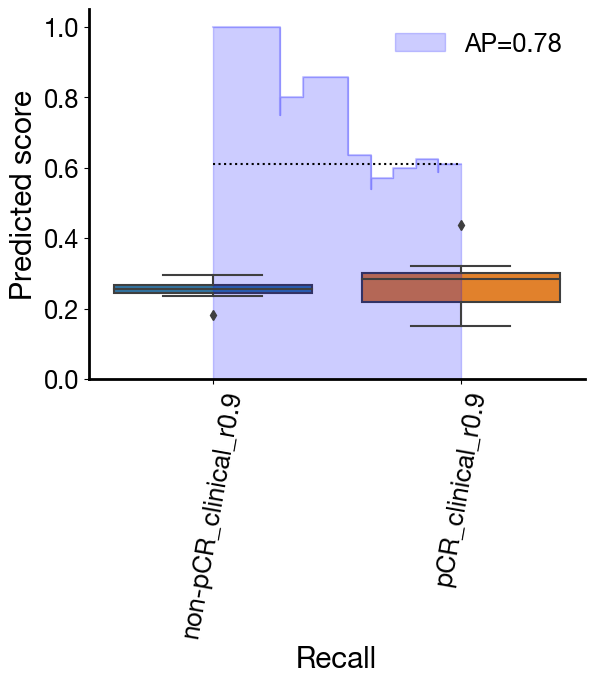 1.0
0.8
0.6
0.4
0.2
0.0
Predicted score
AP=0.78
non-pCR_clinical_r0.9
pCR_clinical_r0.9
Recall